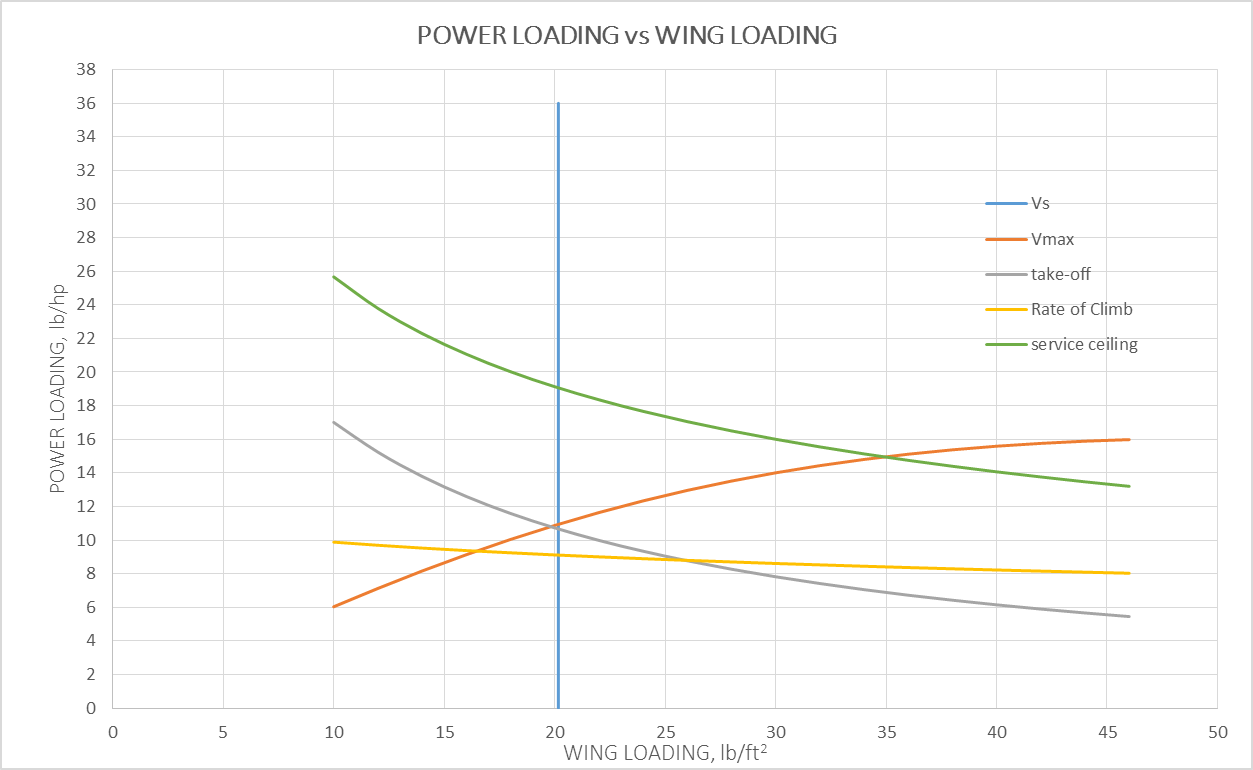 POWER LOADING vs WING LOADING
38
36
34
32
30
28
26
24
22
20
18
16
14
12
10
8
6
4
2
0
POWER LOADING, lb/hp
Vs
Vmax
take-off
Rate of Climb
service ceiling
0 5 10 15 20 25 30 35 40 45 50
WING LOADING, lb/ft²